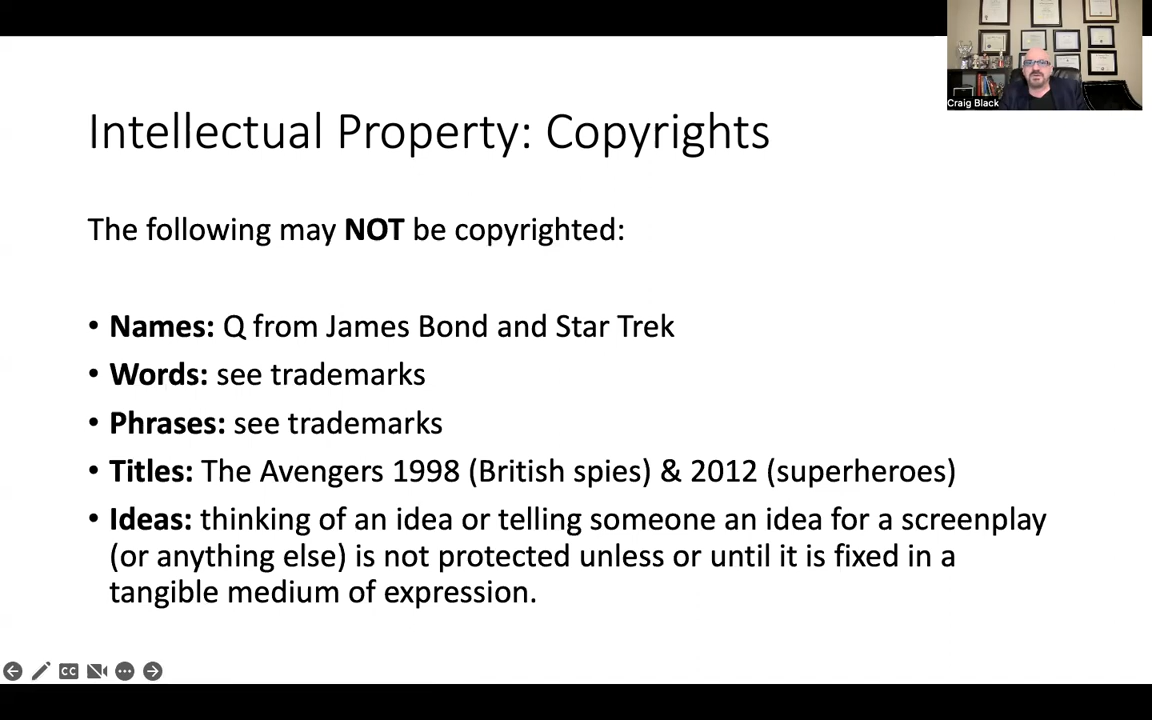 Craig Black
Intellectual Property: Copyrights
The following may NOT be copyrighted:
• Names: Q from James Bond and Star Trek
• Words: see trademarks
• Phrases: see trademarks
• Titles: The Avengers 1998 (British spies) & 2012 (superheroes)
• Ideas: thinking of an idea or telling someone an idea for a screenplay
(or anything else) is not protected unless or until it is fixed in a
tangible medium of expression.
CC